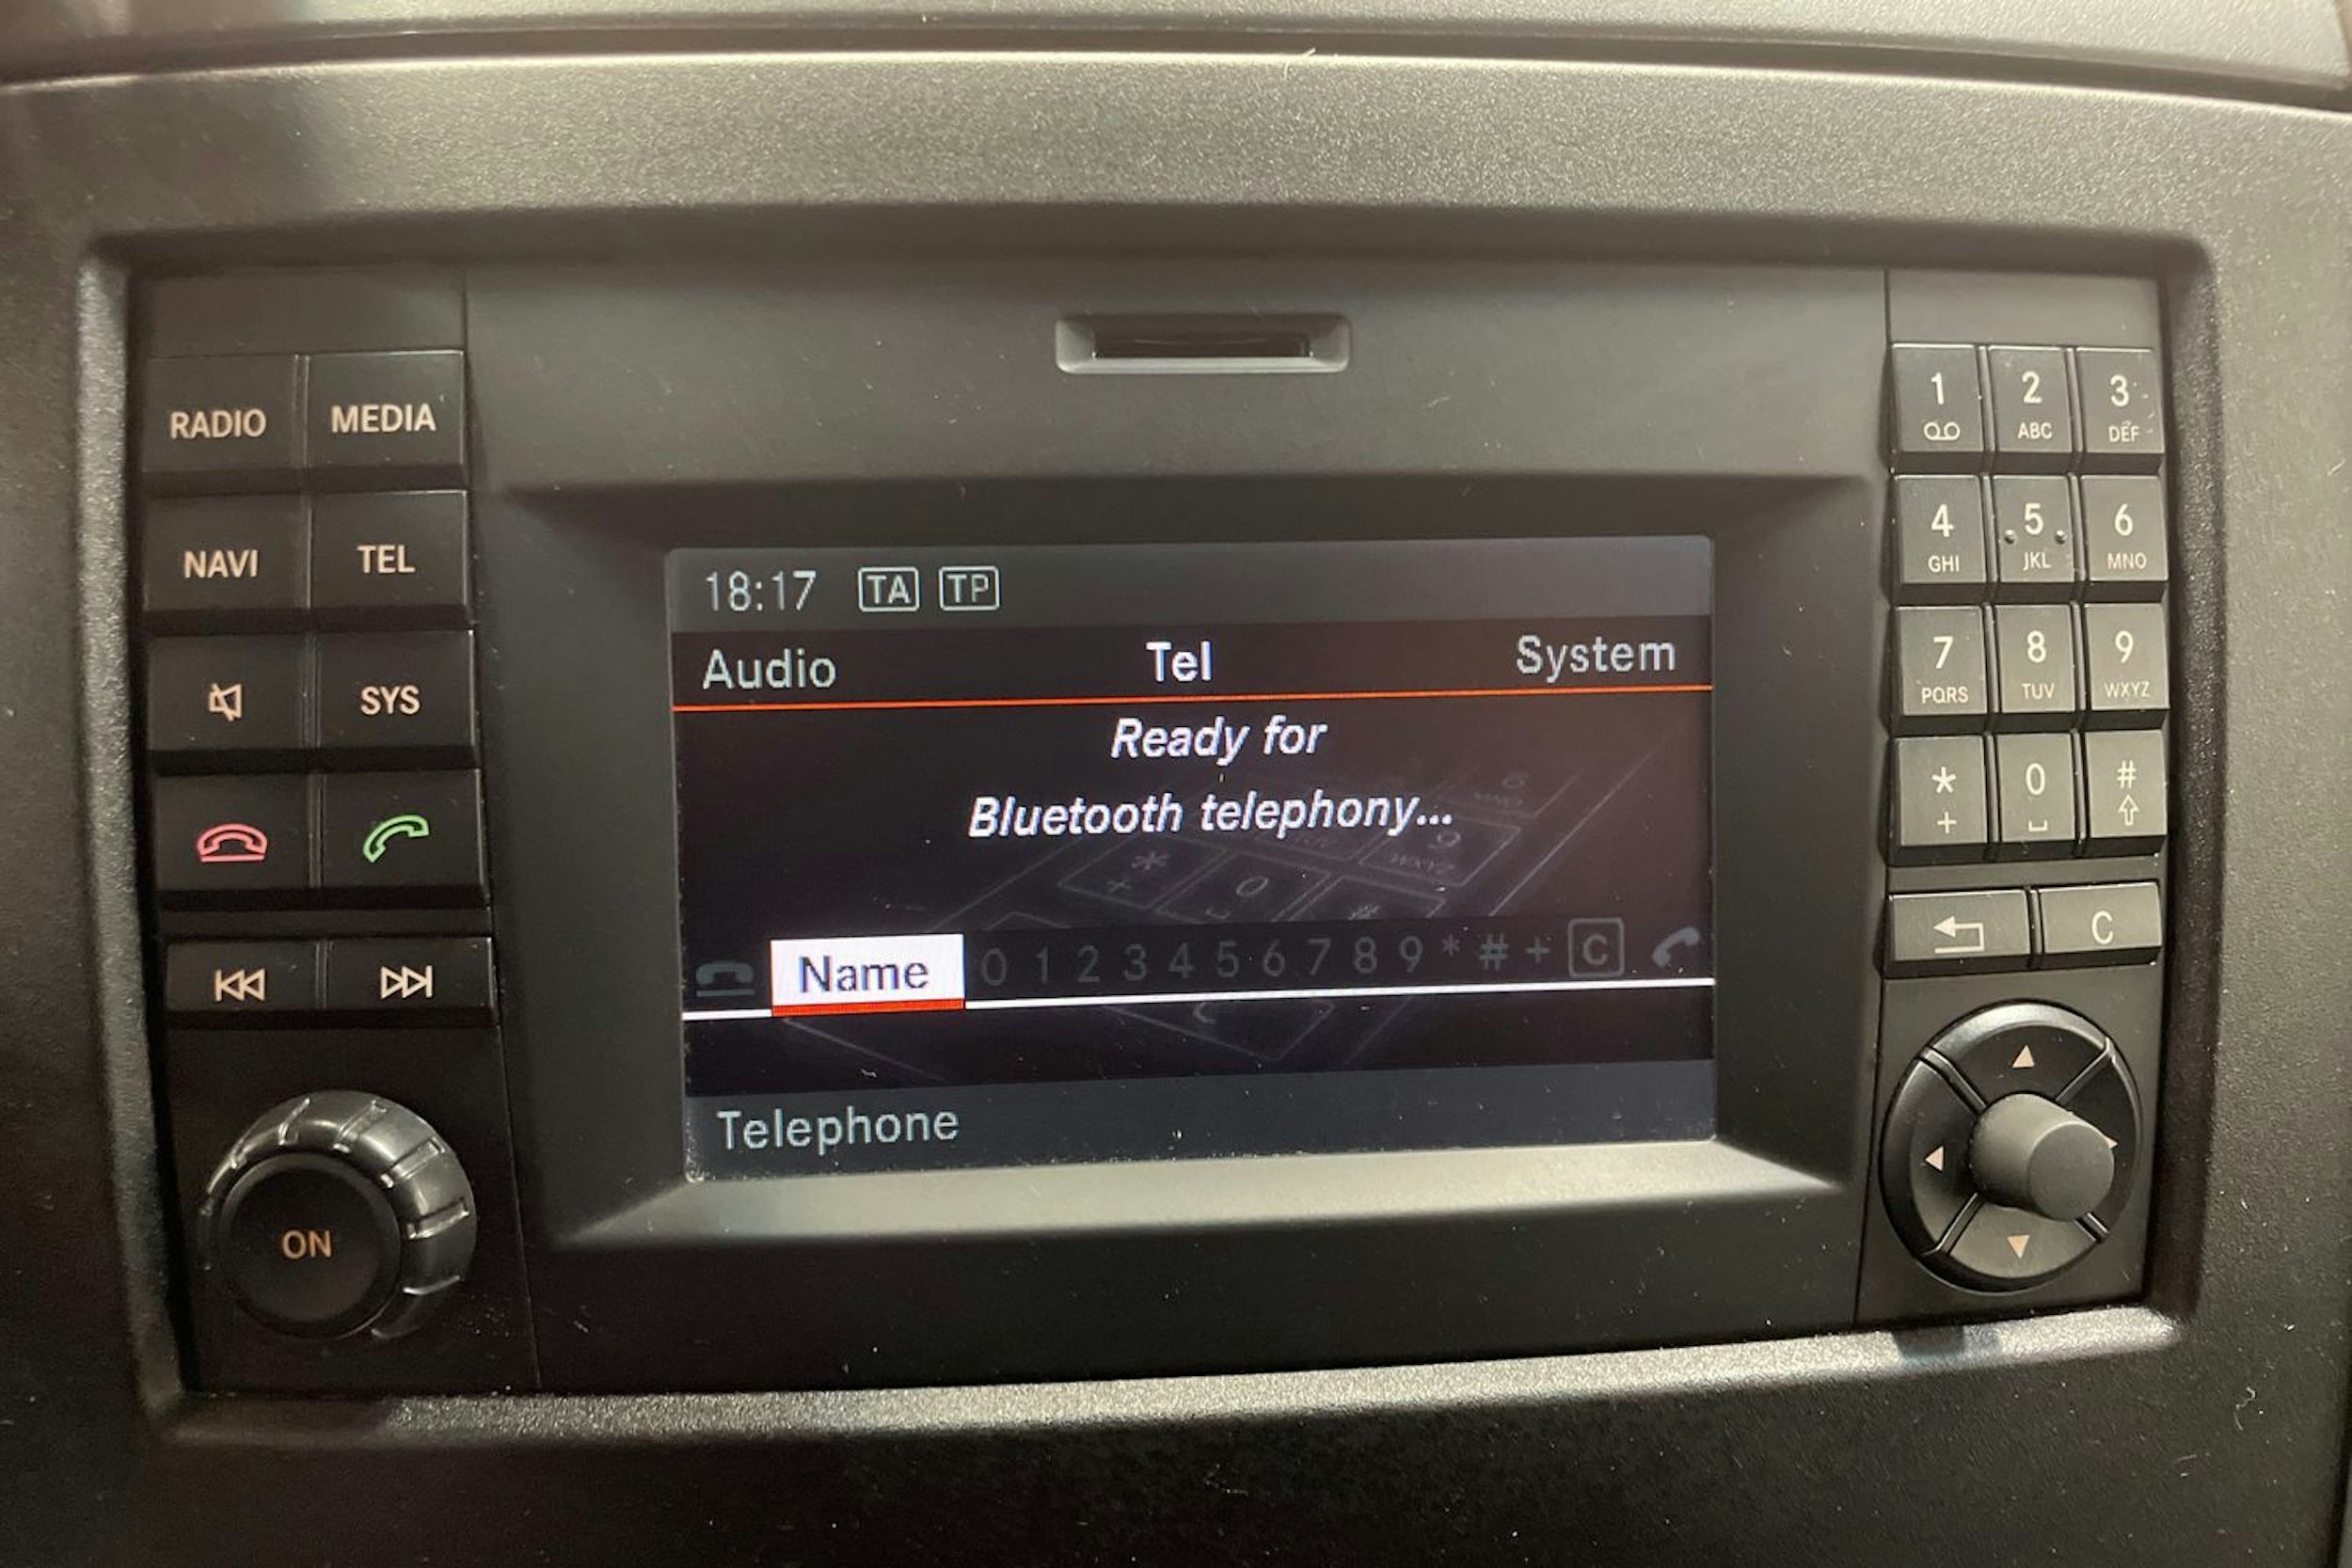 RADIO MEDIA
NAVI TEL
SYS
ON
18:17 TA TP
Audio Tel System
Ready for
Bluetooth telephony...
Name 0 1 2 3 4 5 6 7 8 9 * # + C
Telephone
1 2 3
ABC DEF
4 5 6
GHI JKL MNO
7 8 9
PQRS TUV WXYZ
* 0 #
+
C